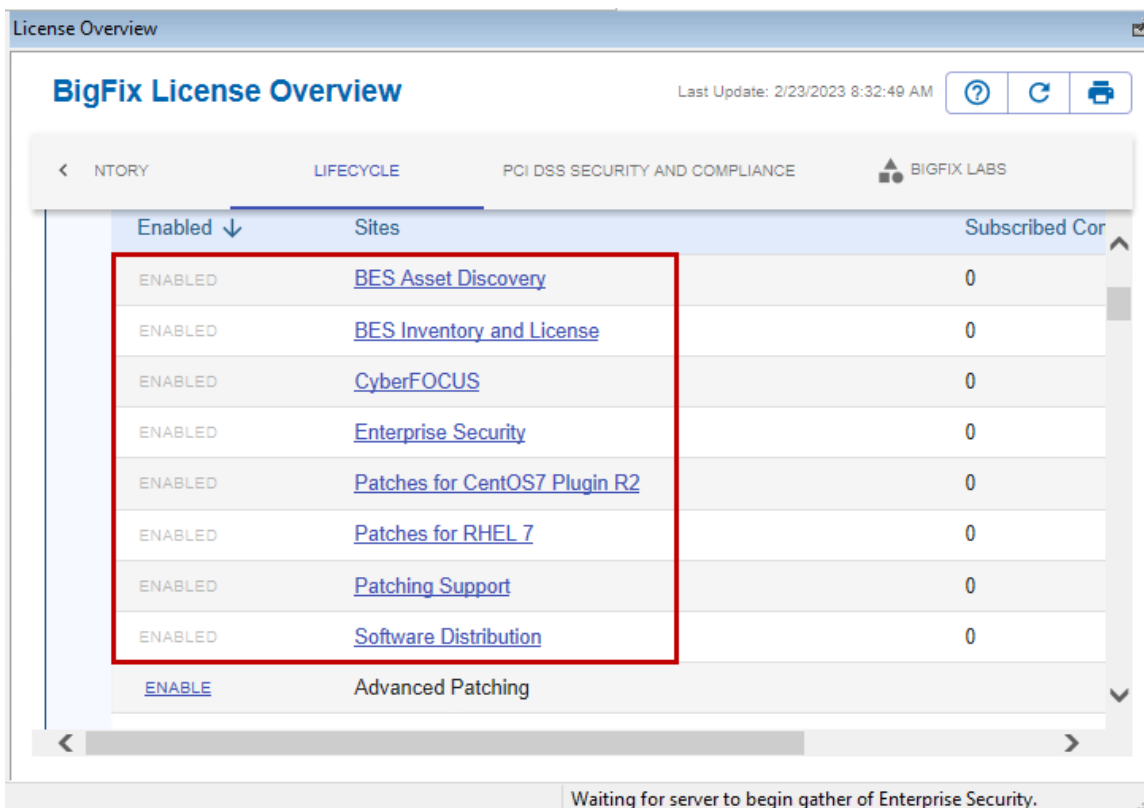 License Overview
BigFix License Overview
Last Update: 2/23/2023 8:32:49 AM
NTORY LIFECYCLE PCI DSS SECURITY AND COMPLIANCE BIGFIX LABS
Enabled ↓ Sites Subscribed Cor
ENABLED BES Asset Discovery 0
ENABLED BES Inventory and License 0
ENABLED CyberFOCUS 0
ENABLED Enterprise Security 0
ENABLED Patches for CentOS7 Plugin R2 0
ENABLED Patches for RHEL 7 0
ENABLED Patching Support 0
ENABLED Software Distribution 0
ENABLE Advanced Patching
Waiting for server to begin gather of Enterprise Security.